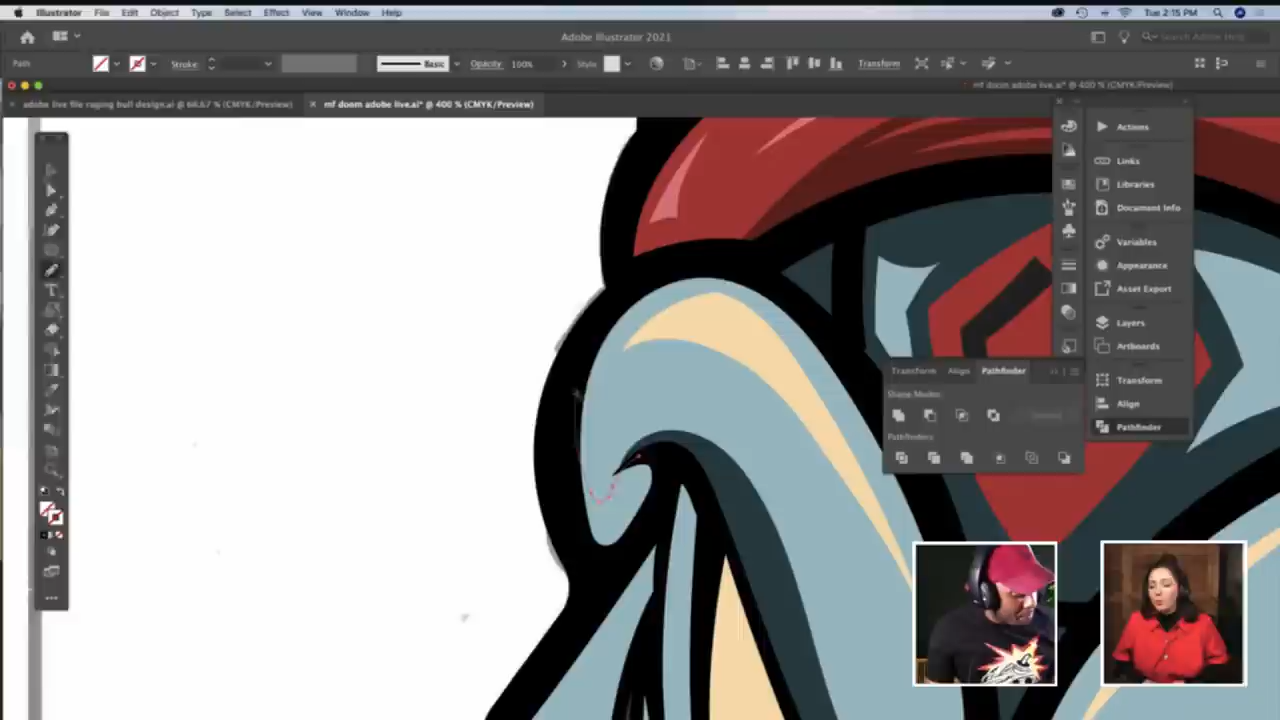 Illustrator File Edit Object Type Select Effect View Window Help
Tue 2:15 PM
Adobe Illustrator 2021
Search Adobe Help
Path Stroke: Basic Opacity: 100% Style Transform
mf doom adobe live.ai* @ 400 % (CMYK/Preview)
adobe live file raging bull design.ai @ 66.67 % (CMYK/Preview)
mf doom adobe live.ai* @ 400 % (CMYK/Preview)
Actions
Links
Libraries
Document Info
Variables
Appearance
Asset Export
Layers
Artboards
Transform
Align
Pathfinder
Transform Align Pathfinder
Shape Modes:
Pathfinders: